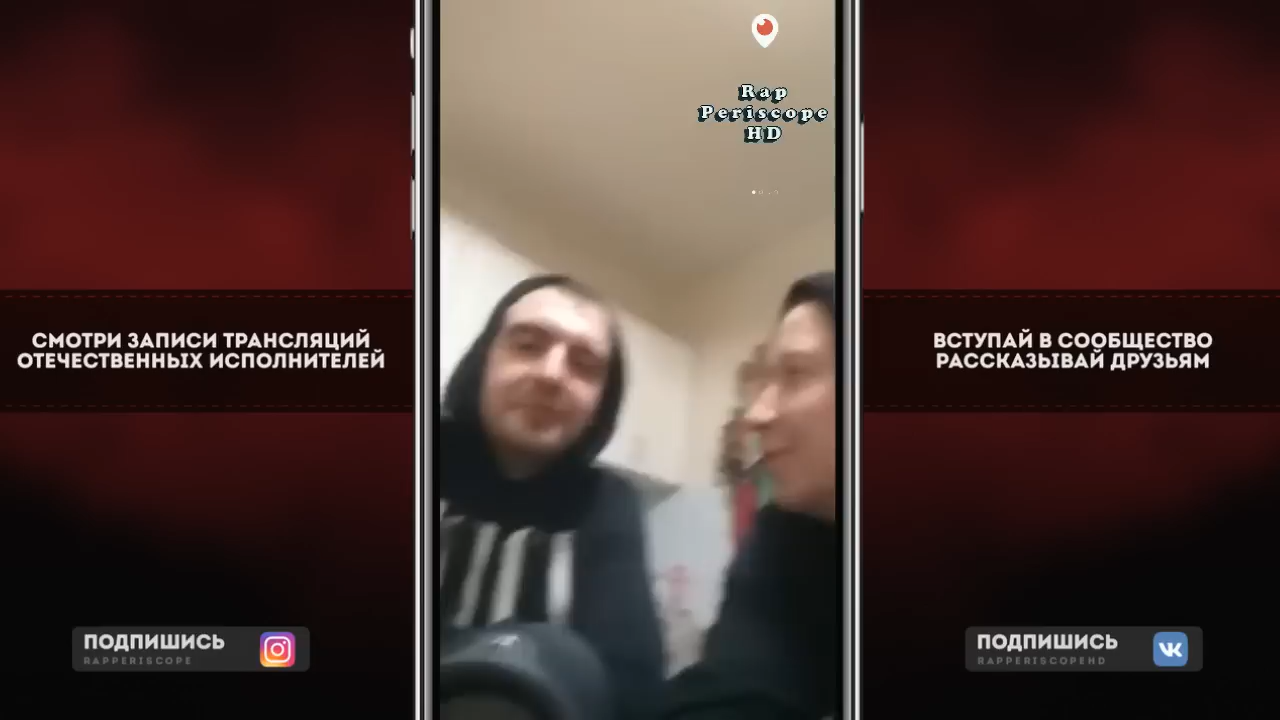 Rap
Periscope
HD
СМОТРИ ЗАПИСИ ТРАНСЛЯЦИЙ
ОТЕЧЕСТВЕННЫХ ИСПОЛНИТЕЛЕЙ
ВСТУПАЙ В СООБЩЕСТВО
РАССКАЗЫВАЙ ДРУЗЬЯМ
ПОДПИШИСЬ
RAPPERISCOPE
ПОДПИШИСЬ
RAPPERISCOPEHD